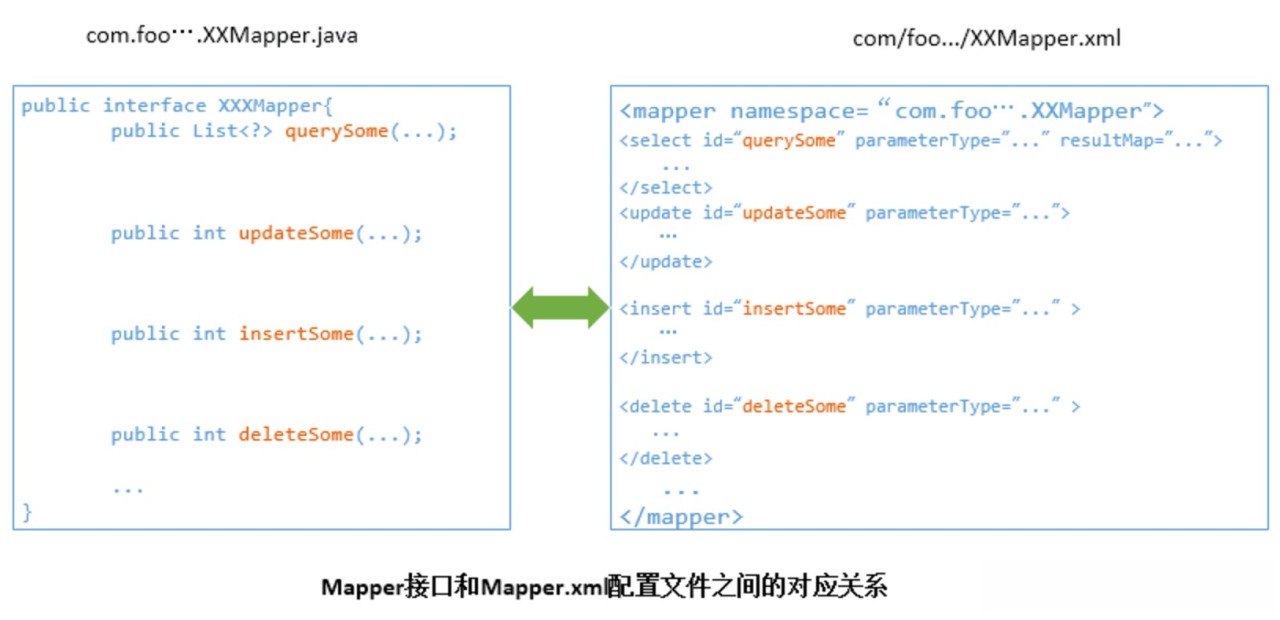 com.foo….XXMapper.java
public interface XXXMapper{
public List<?> querySome(...);
public int updateSome(...);
public int insertSome(...);
public int deleteSome(...);
...
}
com/foo.../XXMapper.xml
<mapper namespace=“com.foo….XXMapper”>
<select id=“querySome” parameterType=”...” resultMap=”...”>
...
</select>
<update id=“updateSome” parameterType=”...”>
...
</update>
<insert id=“insertSome” parameterType=”...” >
...
</insert>
<delete id=“deleteSome” parameterType=”...” >
...
</delete>
...
</mapper>
Mapper接口和Mapper.xml配置文件之间的对应关系